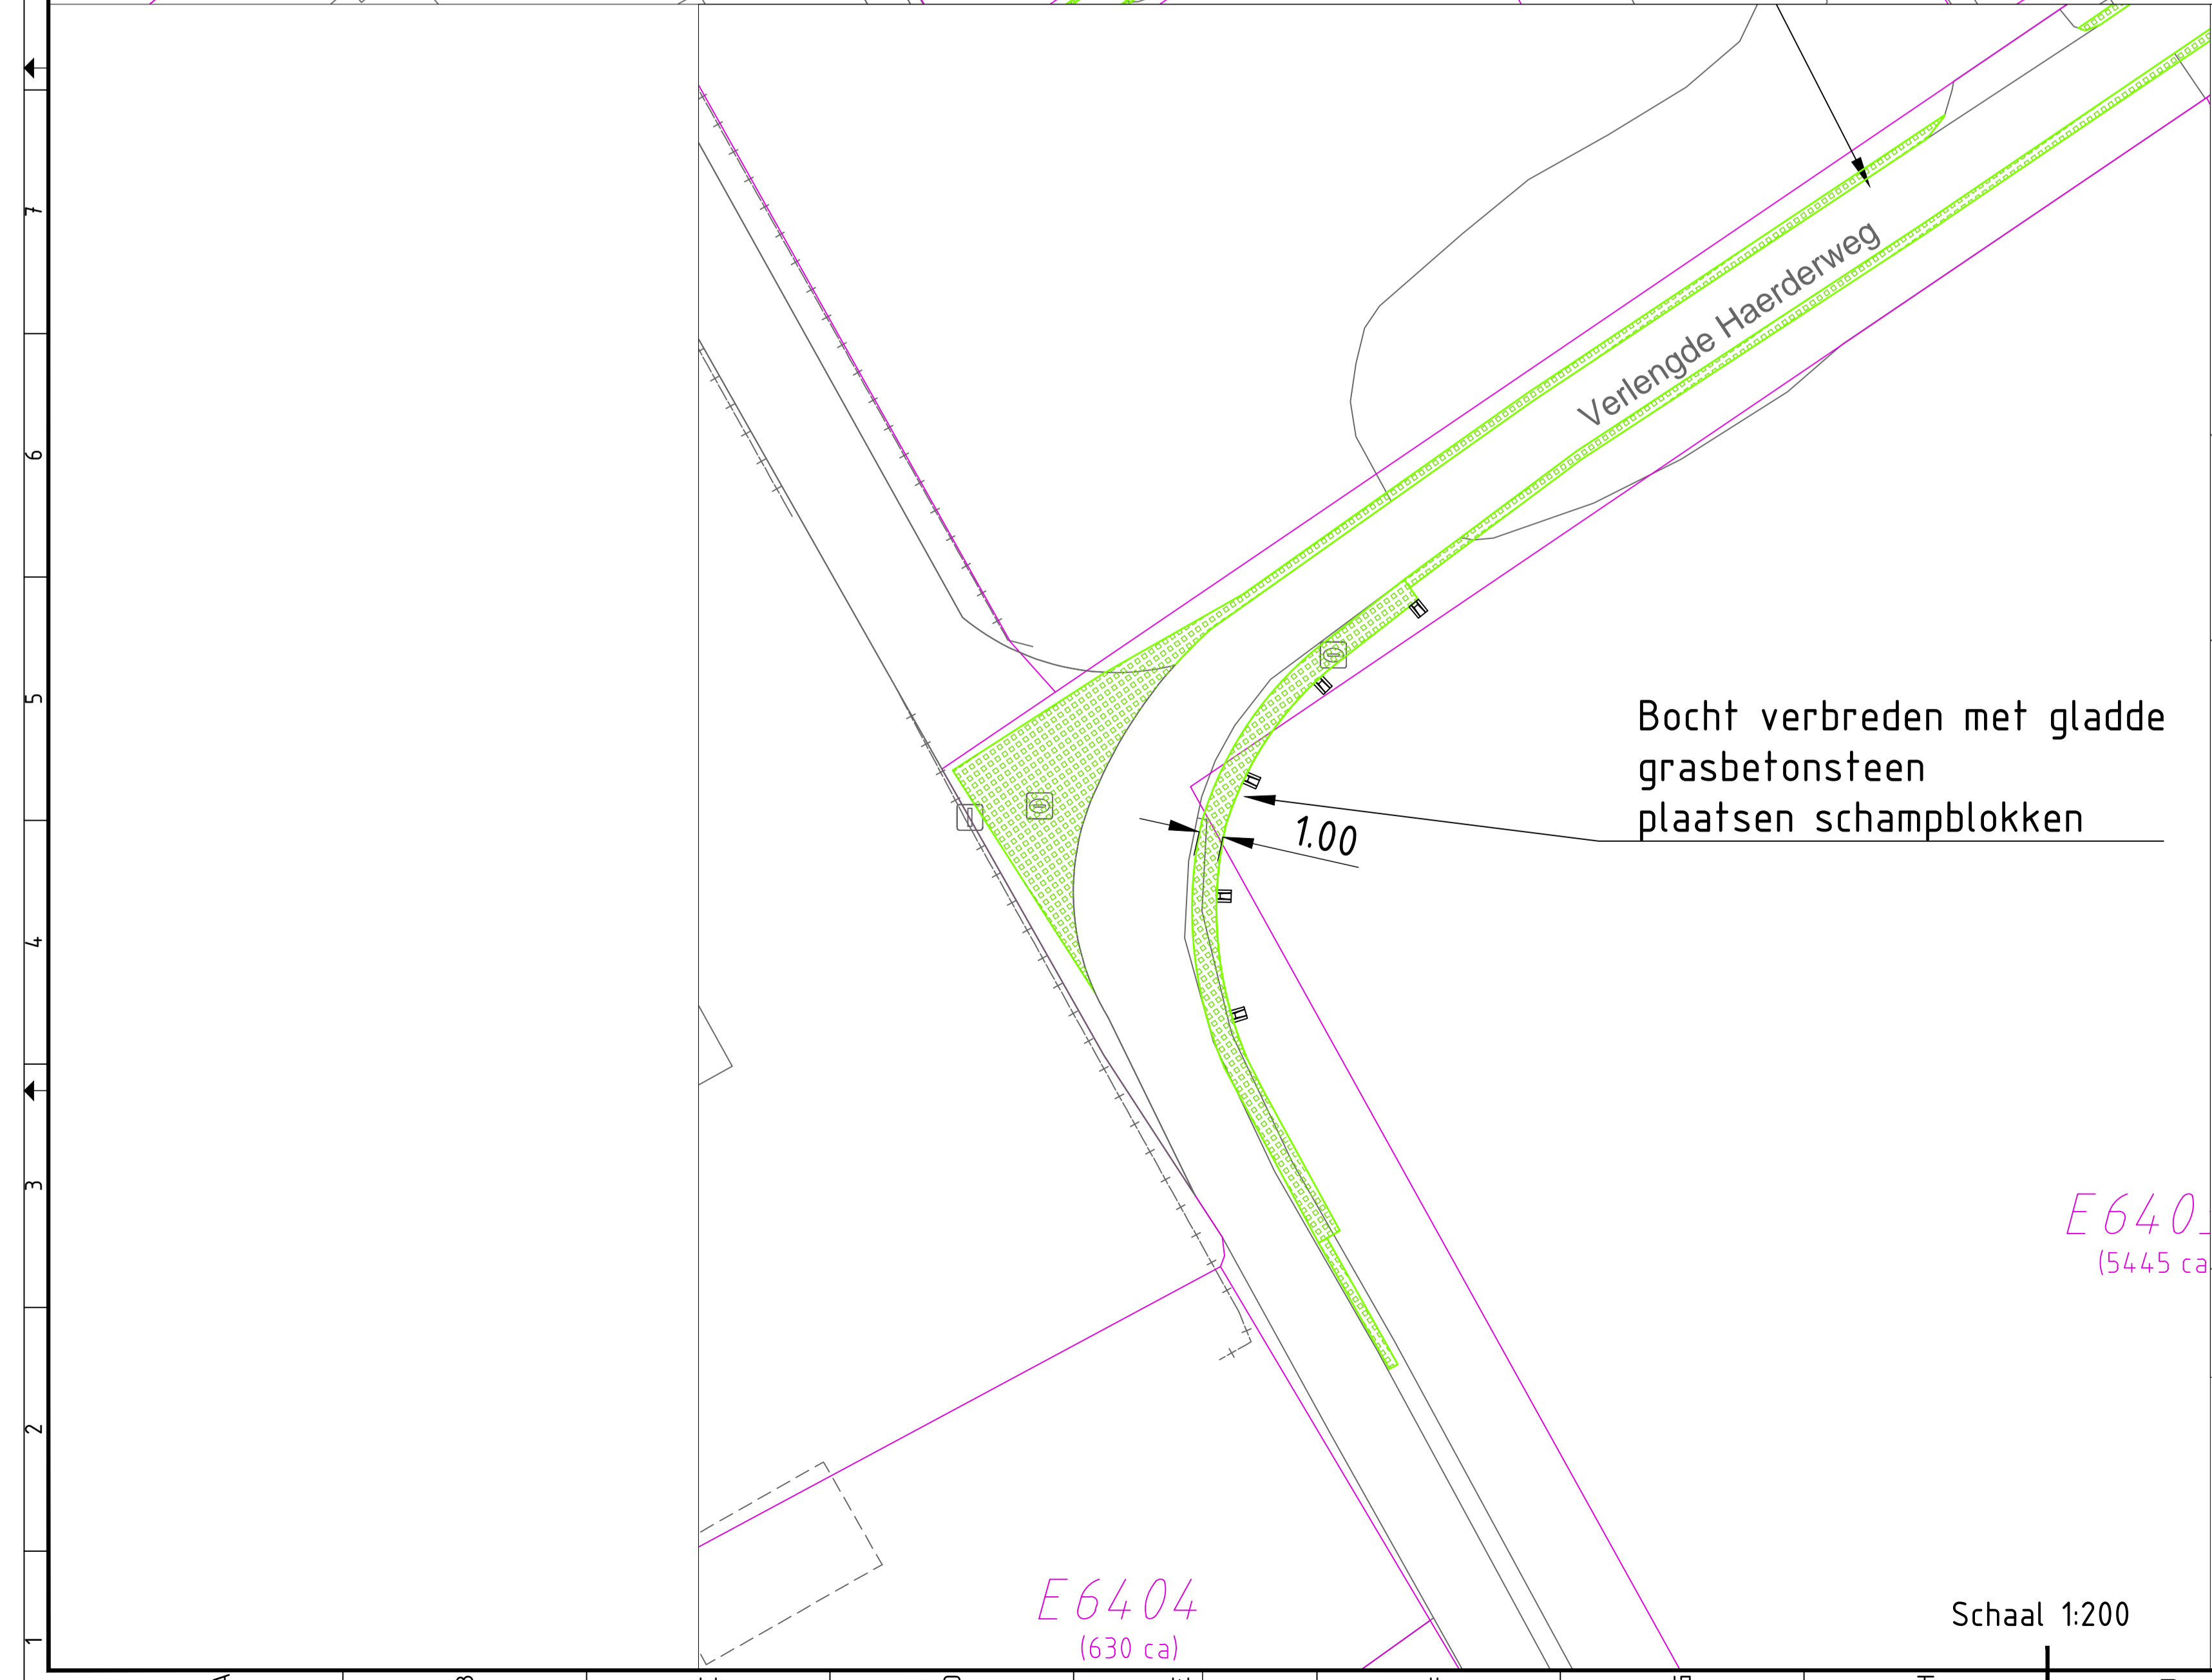 7
6
5
4
3
2
1
Verlengde Haerderweg
Bocht verbreden met gladde
grasbetonsteen
plaatsen schampblokken
1.00
E640
(5445 ca
E6404
(630 ca)
Schaal 1:200